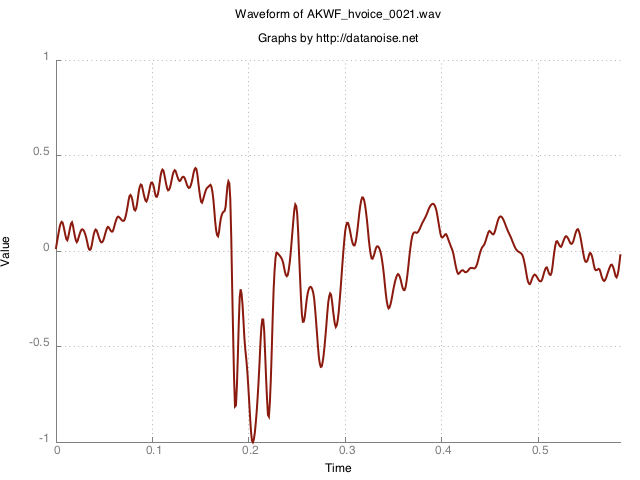 Waveform of AKWF_hvoice_0021.wav
Graphs by http://datanoise.net
1
0.5
0
-0.5
-1
Value
0 0.1 0.2 0.3 0.4 0.5
Time